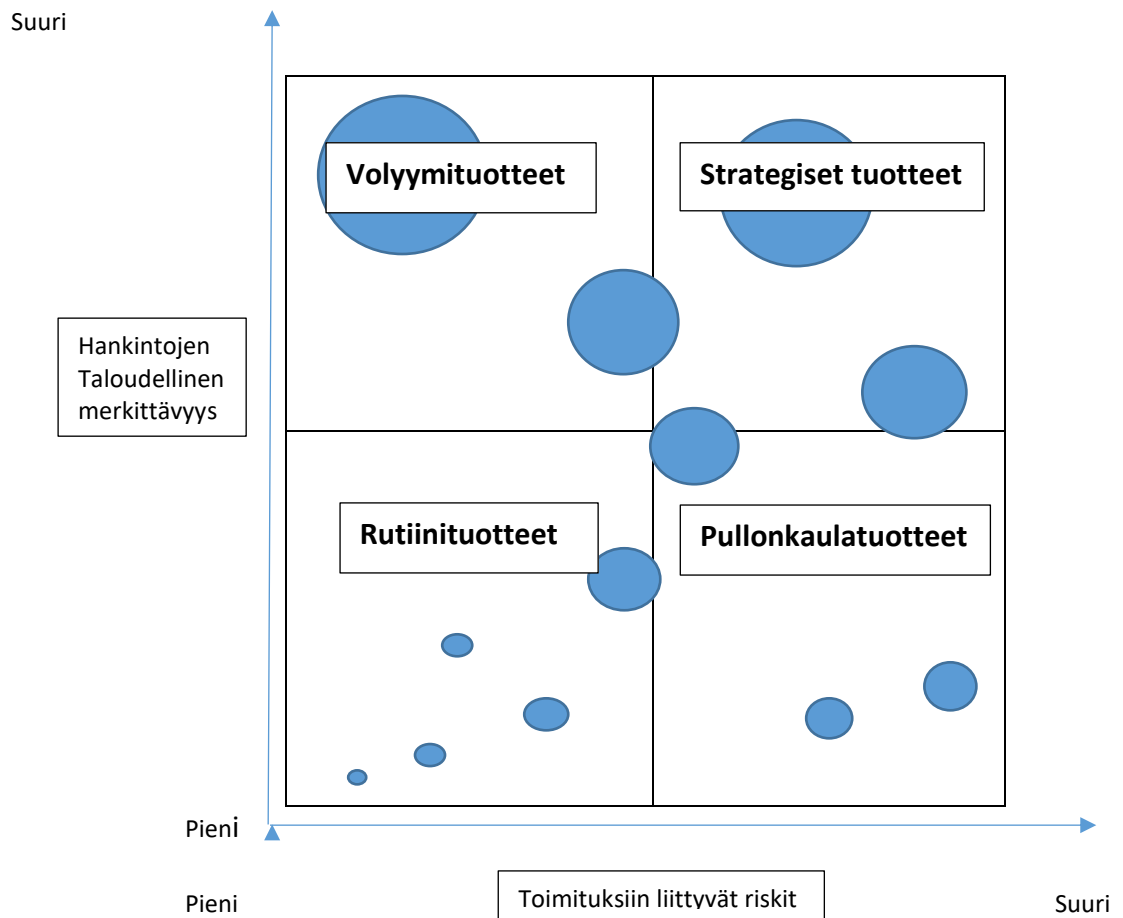 Suuri
Volyymituotteet
Strategiset tuotteet
Hankintojen
Taloudellinen
merkittävyys
Rutiinituotteet
Pullonkaulatuotteet
Pieni
Pieni
Toimituksiin liittyvät riskit
Suuri